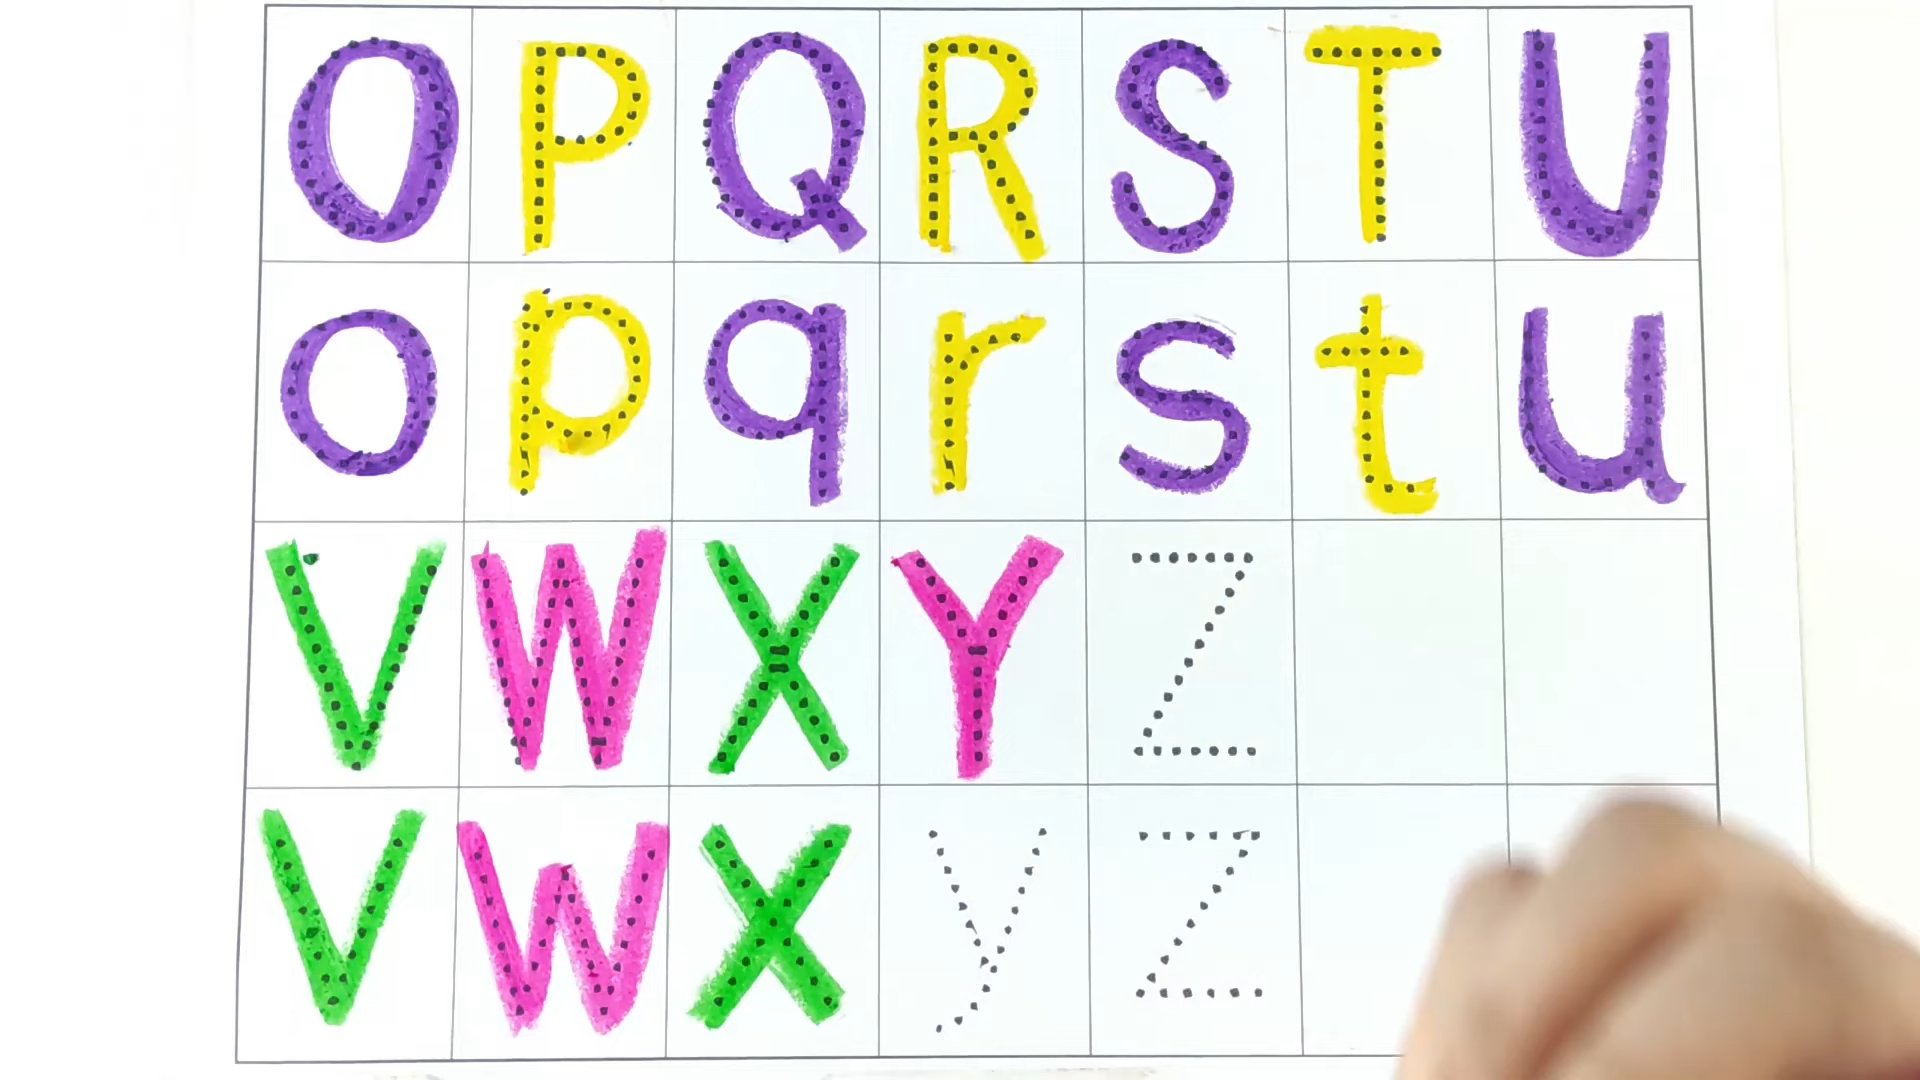 O P Q R S T U
o p q r s t u
V W X Y Z
v w x y z